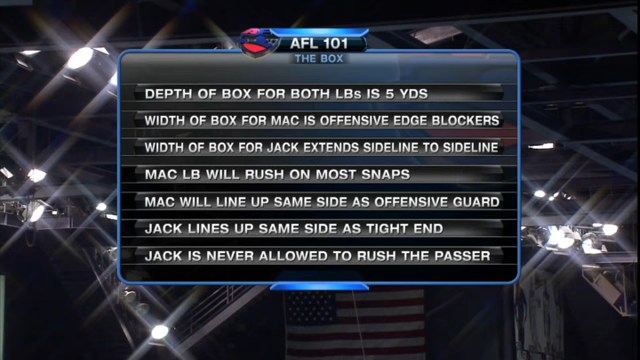 AFL 101
THE BOX
DEPTH OF BOX FOR BOTH LBs IS 5 YDS
WIDTH OF BOX FOR MAC IS OFFENSIVE EDGE BLOCKERS
WIDTH OF BOX FOR JACK EXTENDS SIDELINE TO SIDELINE
MAC LB WILL RUSH ON MOST SNAPS
MAC WILL LINE UP SAME SIDE AS OFFENSIVE GUARD
JACK LINES UP SAME SIDE AS TIGHT END
JACK IS NEVER ALLOWED TO RUSH THE PASSER